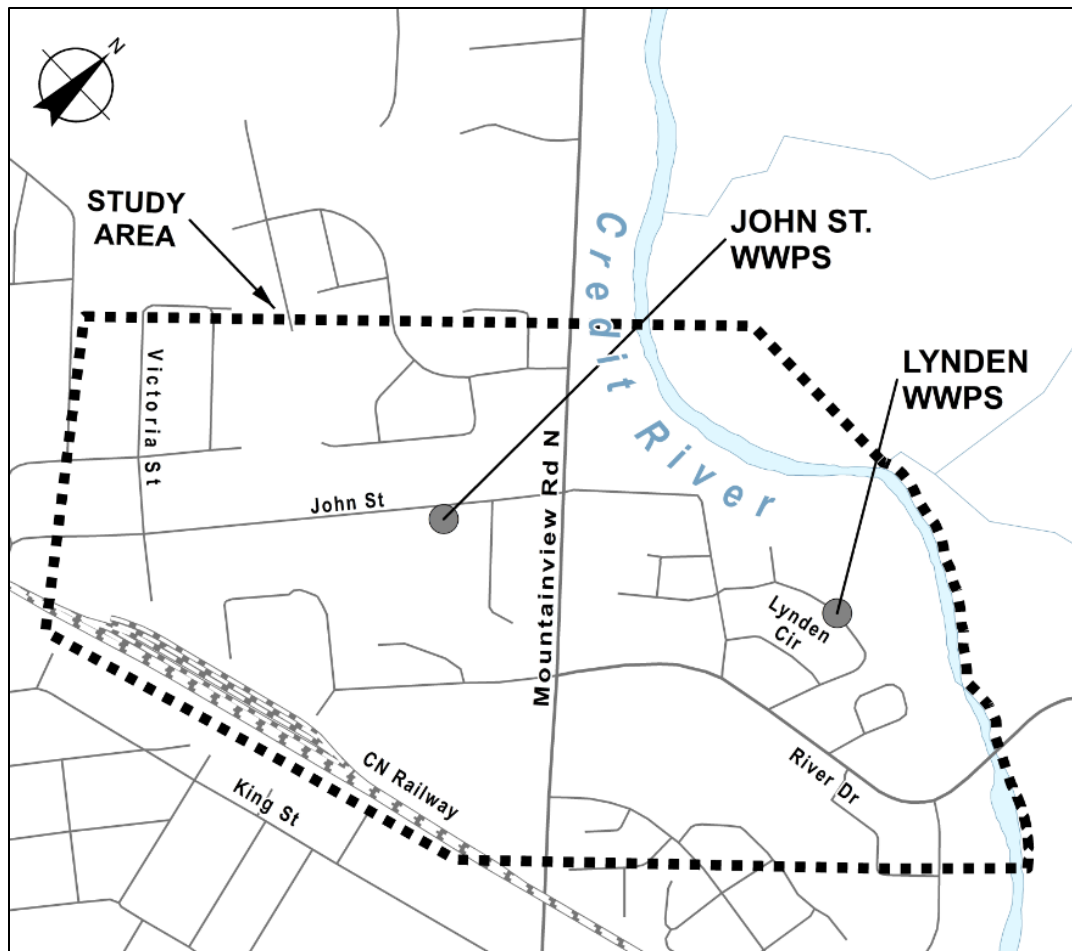 N
STUDY
AREA
JOHN ST.
WWPS
Credit River
LYNDEN
WWPS
Victoria St
John St
Mountainview Rd N
Lynden
Cir
River Dr
CN Railway
King St